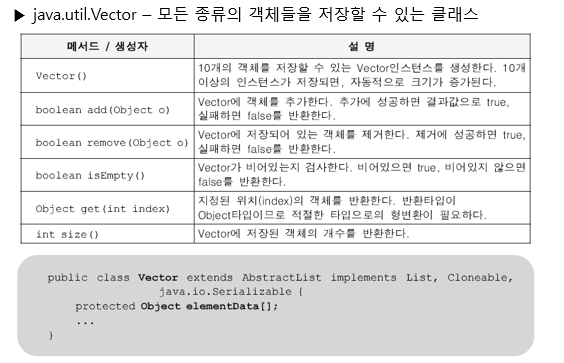 ▶ java.util.Vector – 모든 종류의 객체들을 저장할 수 있는 클래스
메서드 / 생성자
설 명
Vector()
10개의 객체를 저장할 수 있는 Vector인스턴스를 생성한다. 10개
이상의 인스턴스가 저장되면, 자동적으로 크기가 증가된다.
boolean add(Object o)
Vector에 객체를 추가한다. 추가에 성공하면 결과값으로 true,
실패하면 false를 반환한다.
boolean remove(Object o)
Vector에 저장되어 있는 객체를 제거한다. 제거에 성공하면 true,
실패하면 false를 반환한다.
boolean isEmpty()
Vector가 비어있는지 검사한다. 비어있으면 true, 비어있지 않으면
false를 반환한다.
Object get(int index)
지정된 위치(index)의 객체를 반환한다. 반환타입이
Object타입이므로 적절한 타입으로의 형변환이 필요하다.
int size()
Vector에 저장된 객체의 개수를 반환한다.
public class Vector extends AbstractList implements List, Cloneable,
java.io.Serializable {
protected Object elementData[];
...
}